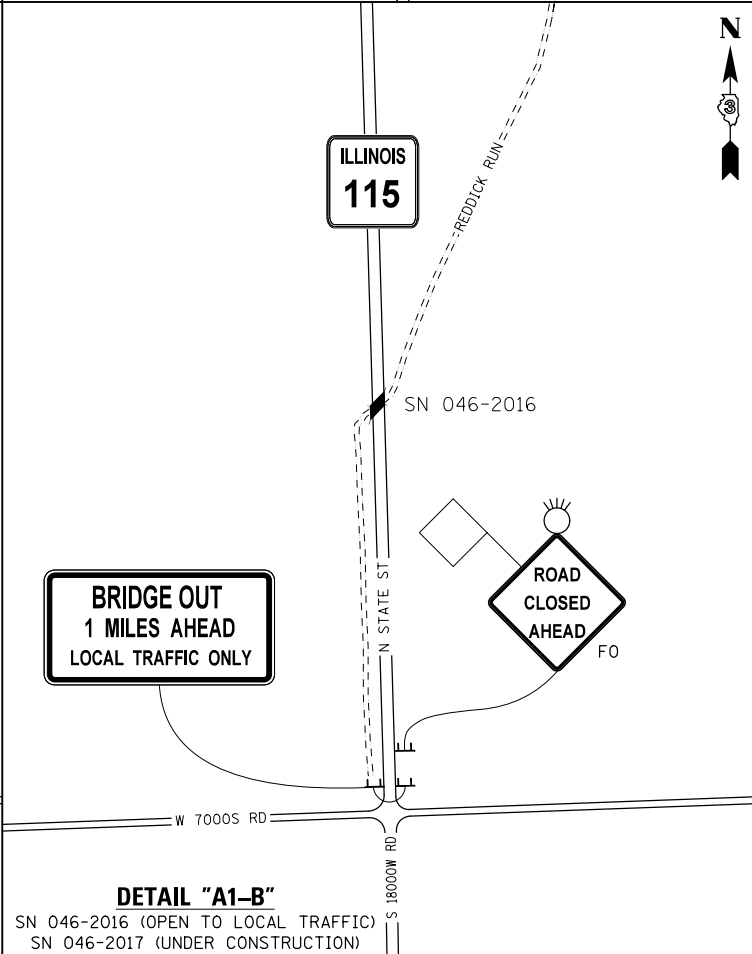 N
3
ILLINOIS
115
REDDICK RUN
SN 046-2016
N STATE ST
BRIDGE OUT
1 MILES AHEAD
LOCAL TRAFFIC ONLY
ROAD
CLOSED
AHEAD
FO
W 7000S RD
S 18000W RD
DETAIL "A1-B"
SN 046-2016 (OPEN TO LOCAL TRAFFIC)
SN 046-2017 (UNDER CONSTRUCTION)